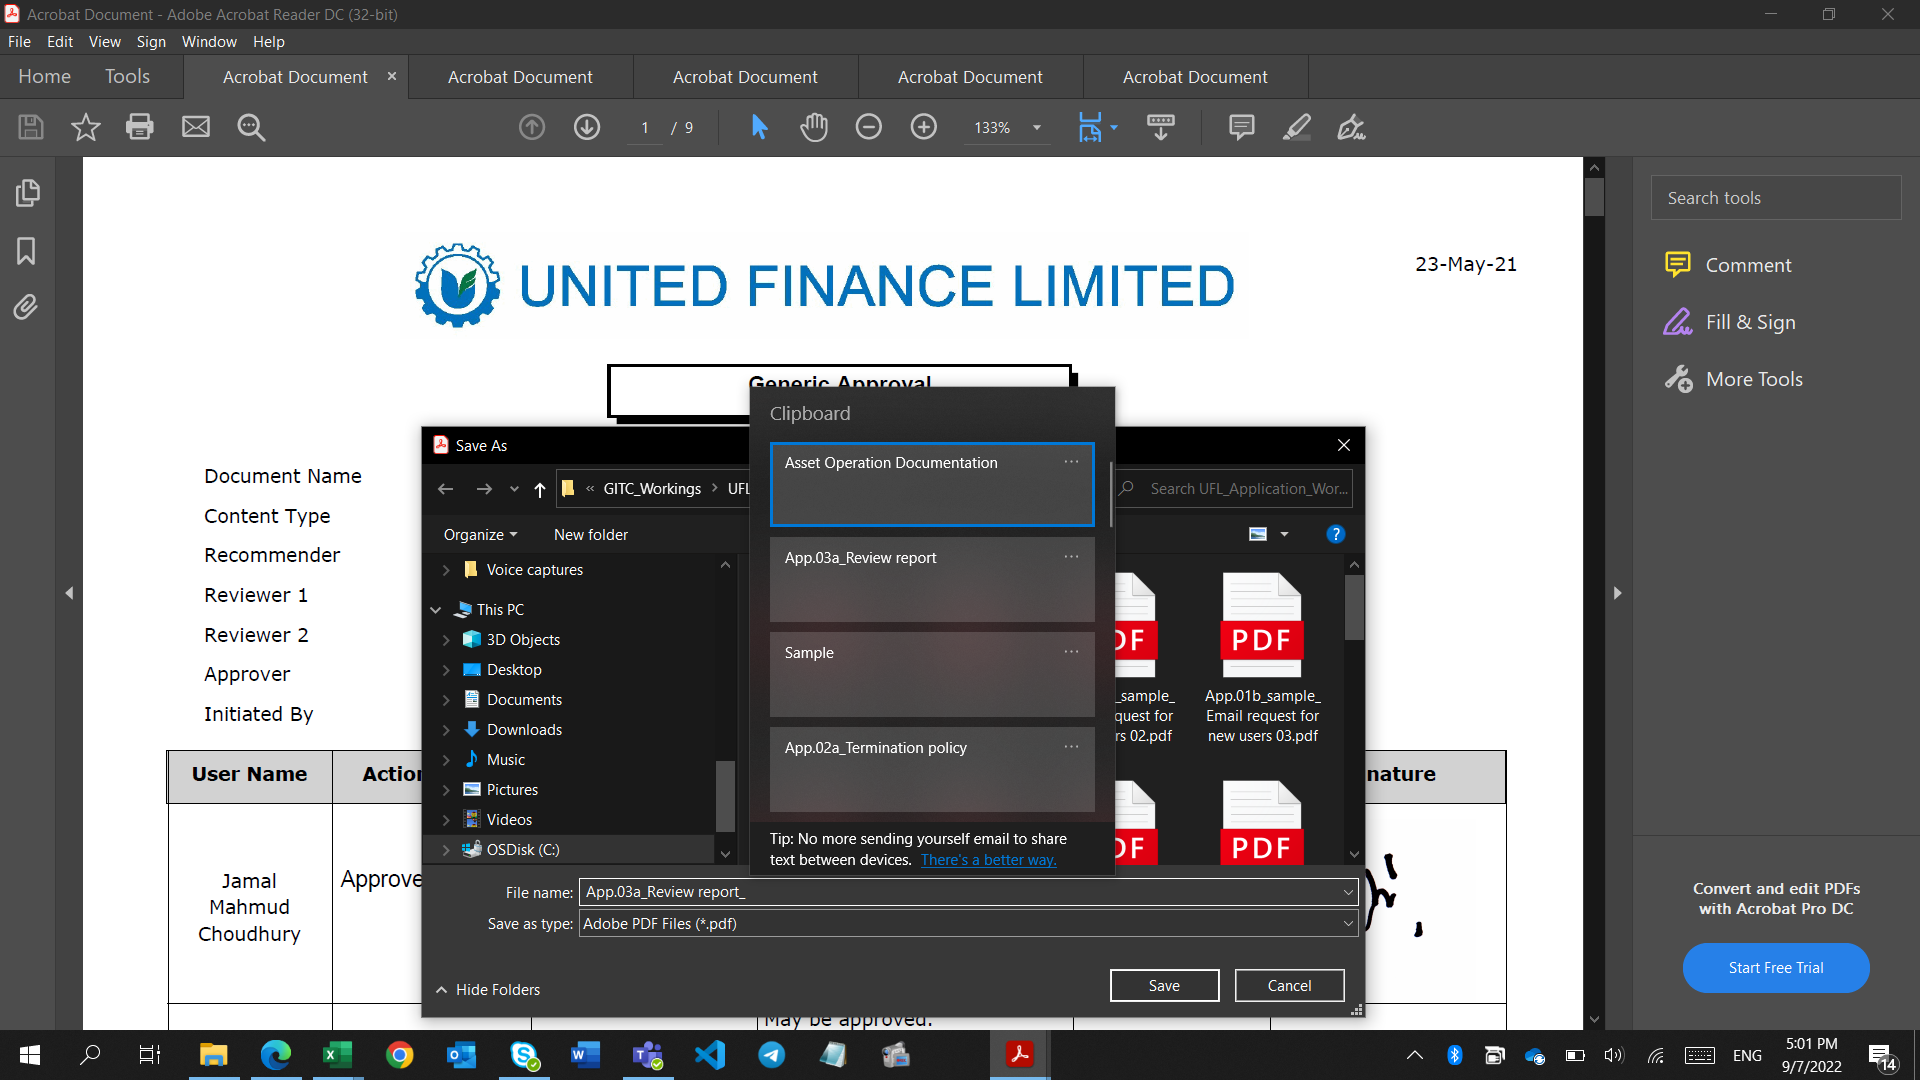 Acrobat Document - Adobe Acrobat Reader DC (32-bit)
File Edit View Sign Window Help
Home Tools Acrobat Document Acrobat Document Acrobat Document Acrobat Document Acrobat Document
1 / 9 133%
Search tools
Comment
Fill & Sign
More Tools
UNITED FINANCE LIMITED
23-May-21
Generic Approval
Document Name
Content Type
Recommender
Reviewer 1
Reviewer 2
Approver
Initiated By
User Name
Jamal
Mahmud
Choudhury
May be approved.
Clipboard
Asset Operation Documentation
App.03a_Review report
Sample
App.02a_Termination policy
Tip: No more sending yourself email to share
text between devices. There's a better way.
Save As
« GITC_Workings > UFL
Search UFL_Application_Wor...
Organize New folder
Voice captures
This PC
3D Objects
Desktop
Documents
Downloads
Music
Pictures
Videos
OSDisk (C:)
_sample_
quest for
rs 02.pdf
PDF
App.01b_sample_
Email request for
new users 03.pdf
PDF
File name: App.03a_Review report_
Save as type: Adobe PDF Files (*.pdf)
Hide Folders
Save Cancel
Convert and edit PDFs
with Acrobat Pro DC
Start Free Trial
ENG
5:01 PM
9/7/2022
14